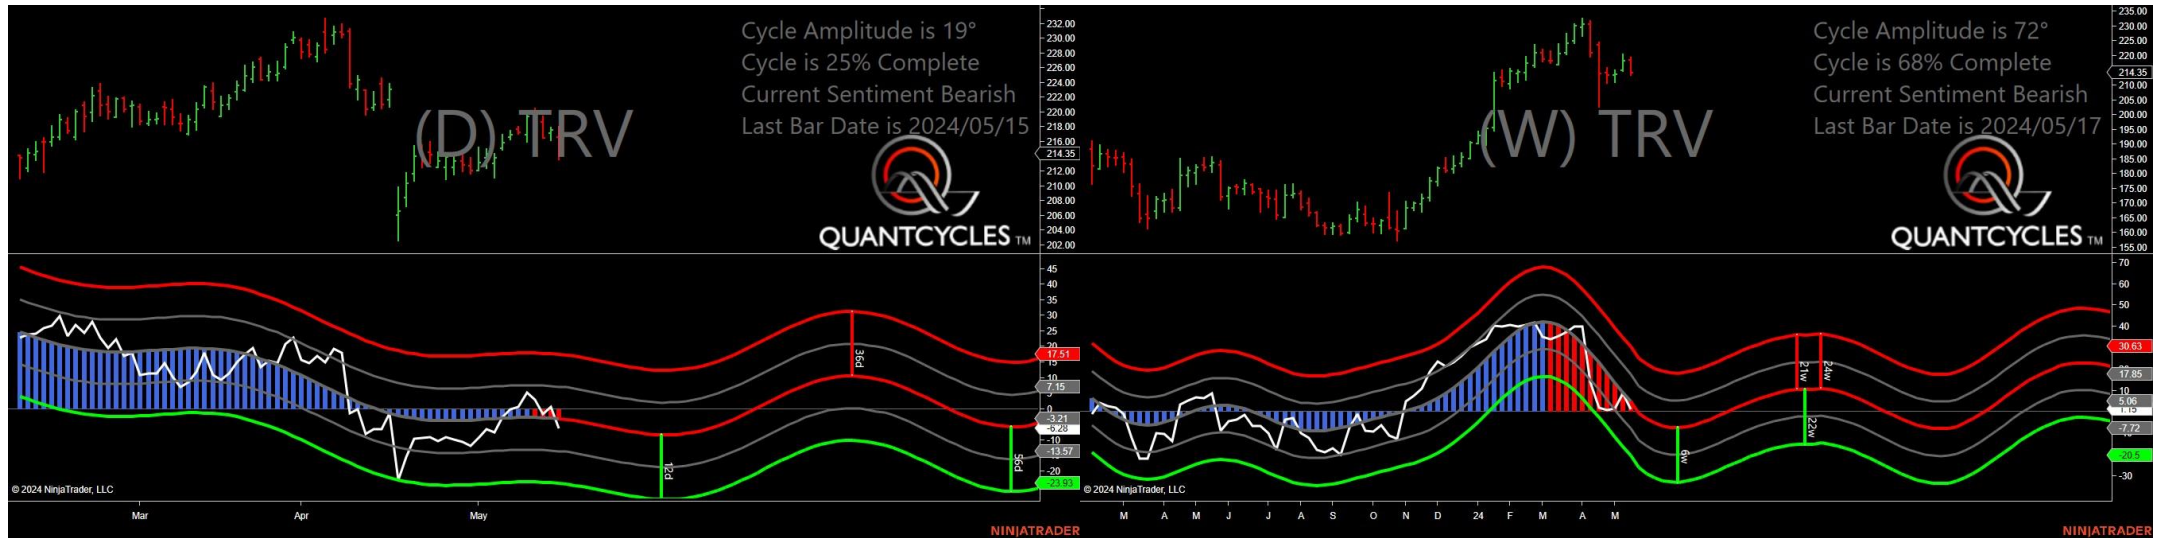 Cycle Amplitude is 19°
Cycle is 25% Complete
Current Sentiment Bearish
Last Bar Date is 2024/05/15
(D) TRV
QUANTCYCLES TM
232.00
230.00
228.00
226.00
224.00
222.00
220.00
218.00
216.00
214.35
212.00
210.00
208.00
206.00
204.00
202.00
45
40
35
30
25
20
17.51
15
10
7.15
5
0
-3.21
-6.28
-10
-13.57
-20
-23.93
36d
12d
56d
© 2024 NinjaTrader, LLC
Mar Apr May
NINJATRADER
Cycle Amplitude is 72°
Cycle is 68% Complete
Current Sentiment Bearish
Last Bar Date is 2024/05/17
(W) TRV
QUANTCYCLES TM
235.00
230.00
225.00
220.00
214.35
210.00
205.00
200.00
195.00
190.00
185.00
180.00
175.00
170.00
165.00
160.00
155.00
70
60
50
40
30.63
17.85
10
5.06
1.15
-7.72
-20.5
-30
21w
24w
22w
6w
© 2024 NinjaTrader, LLC
M A M J J A S O N D 24 F M A M
NINJATRADER